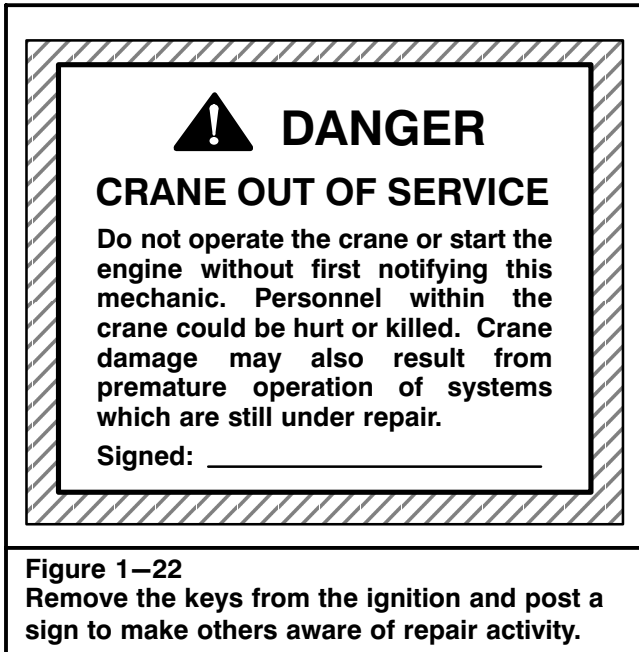 DANGER
CRANE OUT OF SERVICE
Do not operate the crane or start the
engine without first notifying this
mechanic. Personnel within the
crane could be hurt or killed. Crane
damage may also result from
premature operation of systems
which are still under repair.
Signed: ______________________
Figure 1—22
Remove the keys from the ignition and post a
sign to make others aware of repair activity.